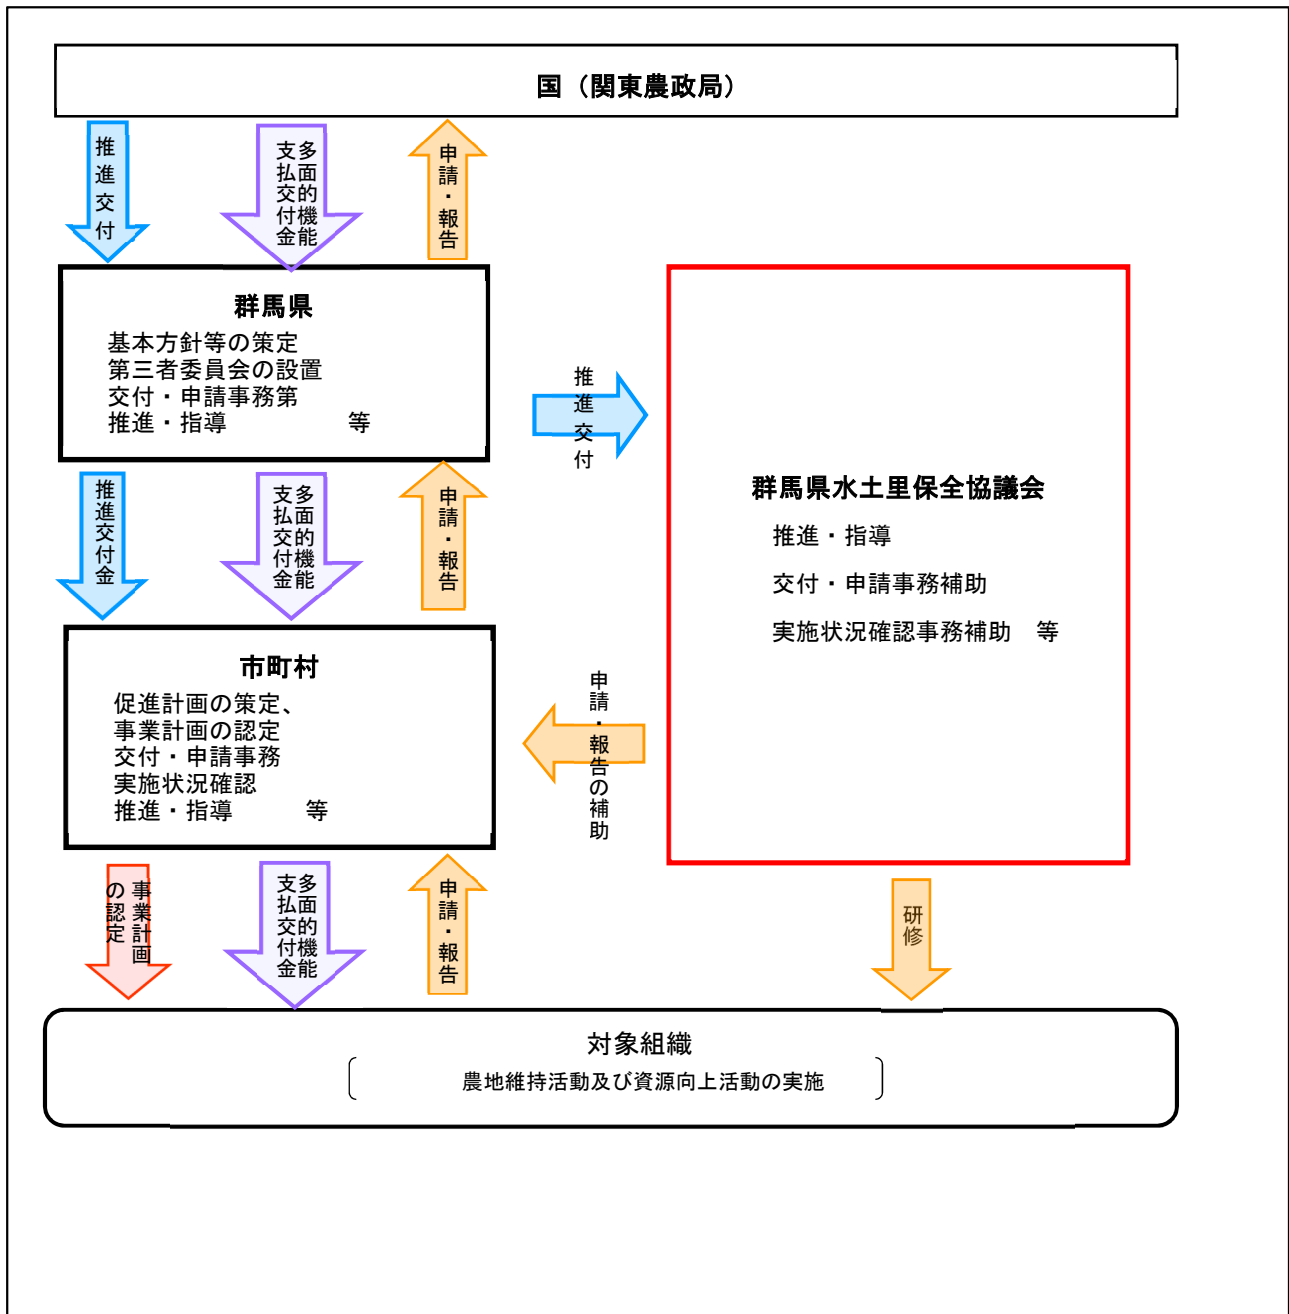 国（関東農政局）
推進交付
多面的機能
支払交付金
申請・報告
群馬県
基本方針等の策定
第三者委員会の設置
交付・申請事務第
推進・指導　　　　　等
推進交付
群馬県水土里保全協議会
推進・指導
交付・申請事務補助
実施状況確認事務補助　等
推進交付金
多面的機能
支払交付金
申請・報告
市町村
促進計画の策定、
事業計画の認定
交付・申請事務
実施状況確認
推進・指導　　　等
申請・報告の補助
事業計画
の認定
多面的機能
支払交付金
申請・報告
研修
対象組織
農地維持活動及び資源向上活動の実施